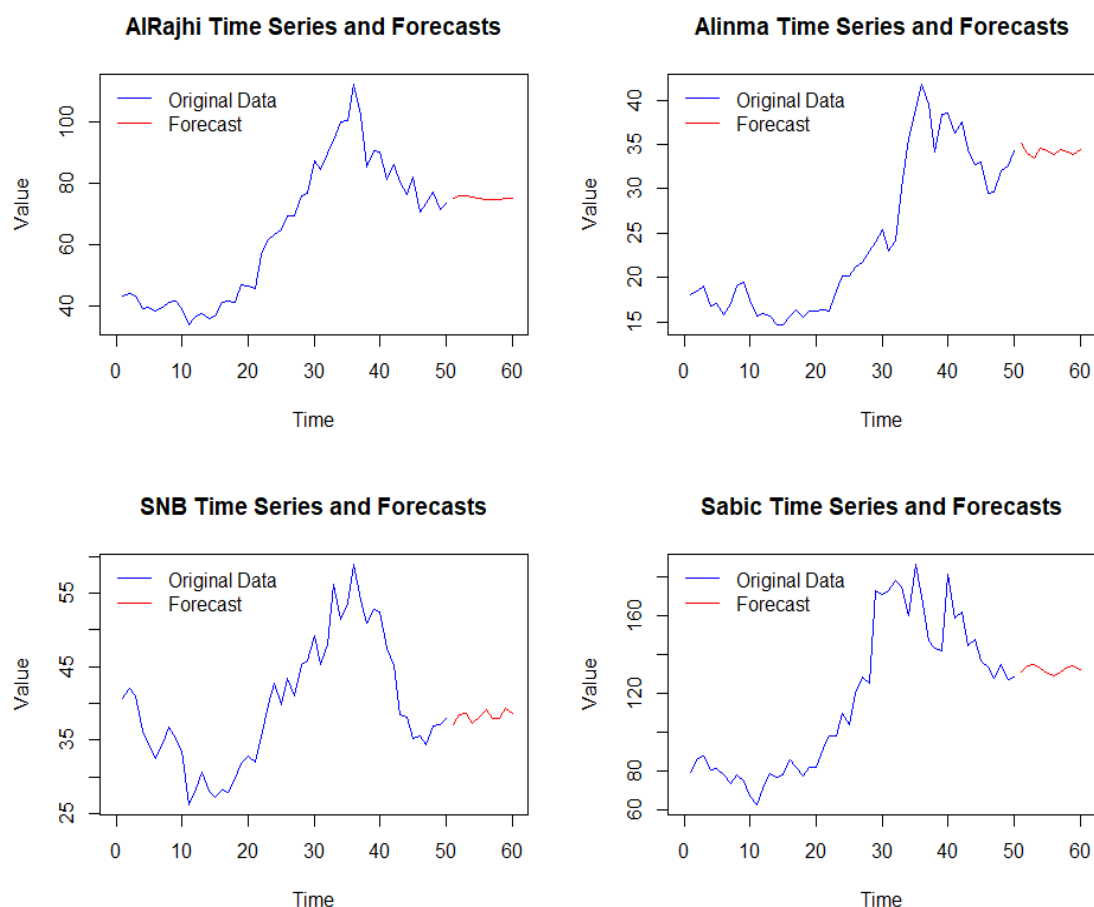 AlRajhi Time Series and Forecasts
Original Data
Forecast
Value
40 60 80 100
0 10 20 30 40 50 60
Time
Alinma Time Series and Forecasts
Original Data
Forecast
Value
15 20 25 30 35 40
0 10 20 30 40 50 60
Time
SNB Time Series and Forecasts
Original Data
Forecast
Value
25 35 45 55
0 10 20 30 40 50 60
Time
Sabic Time Series and Forecasts
Original Data
Forecast
Value
60 80 120 160
0 10 20 30 40 50 60
Time